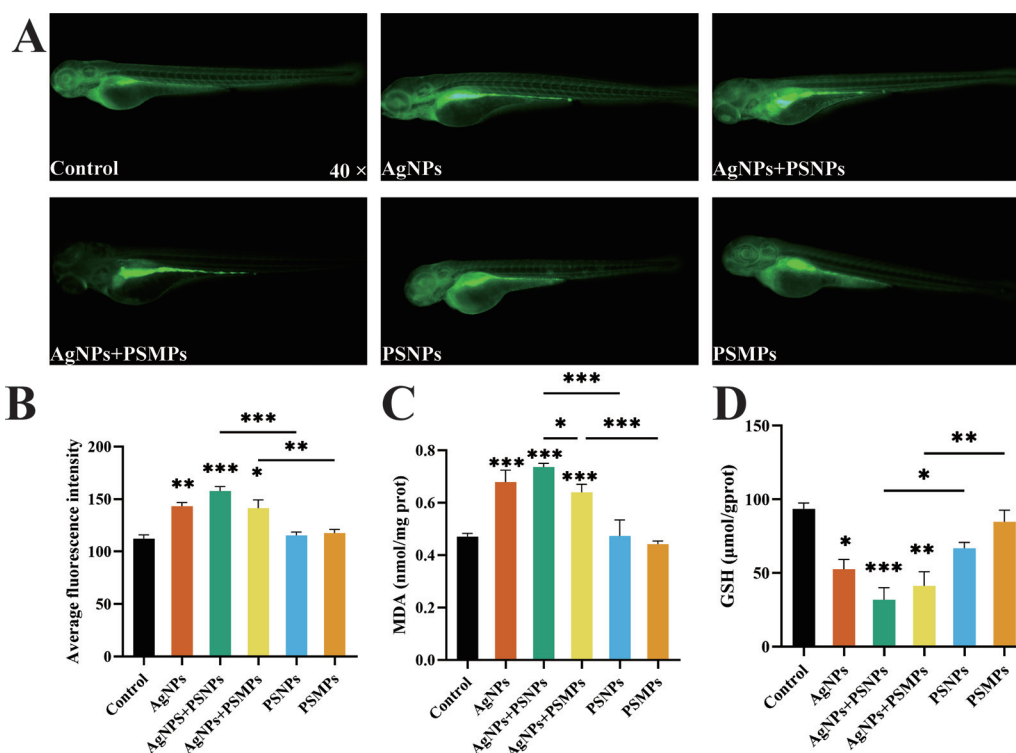 A
Control
40 ×
AgNPs
AgNPs+PSNPs
AgNPs+PSMPs
PSNPs
PSMPs
B
Average fluorescence intensity
200
150
100
50
0
**
***
*
***
**
Control
AgNPs
AgNPS+PSNPs
AgNPs+PSMPs
PSNPs
PSMPs
C
MDA (nmol/mg prot)
0.8
0.6
0.4
0.2
0.0
***
***
***
*
***
***
Control
AgNPs
AgNPs+PSNPs
AgNPs+PSMPs
PSNPs
PSMPs
D
GSH (μmol/gprot)
150
100
50
0
*
***
**
*
**
Control
AgNPs
AgNPs+PSNPs
AgNPs+PSMPs
PSNPs
PSMPs